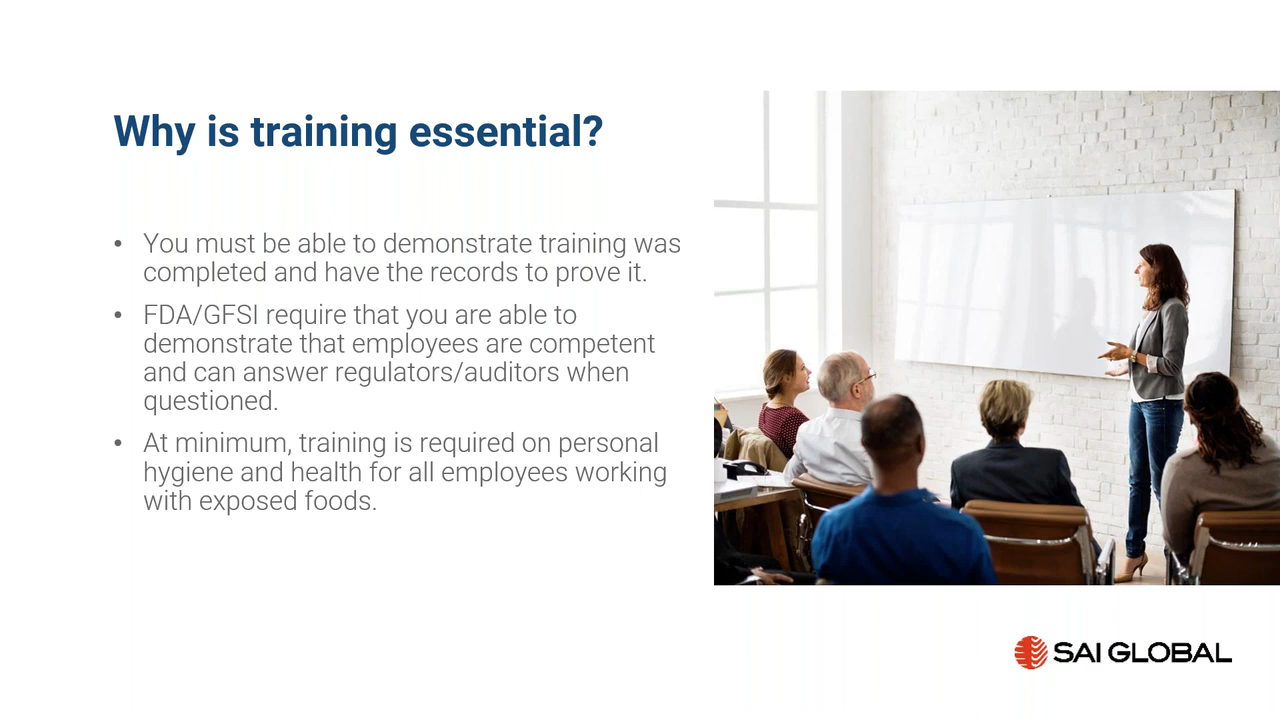 Why is training essential?
• You must be able to demonstrate training was
completed and have the records to prove it.
• FDA/GFSI require that you are able to
demonstrate that employees are competent
and can answer regulators/auditors when
questioned.
• At minimum, training is required on personal
hygiene and health for all employees working
with exposed foods.
SAI GLOBAL